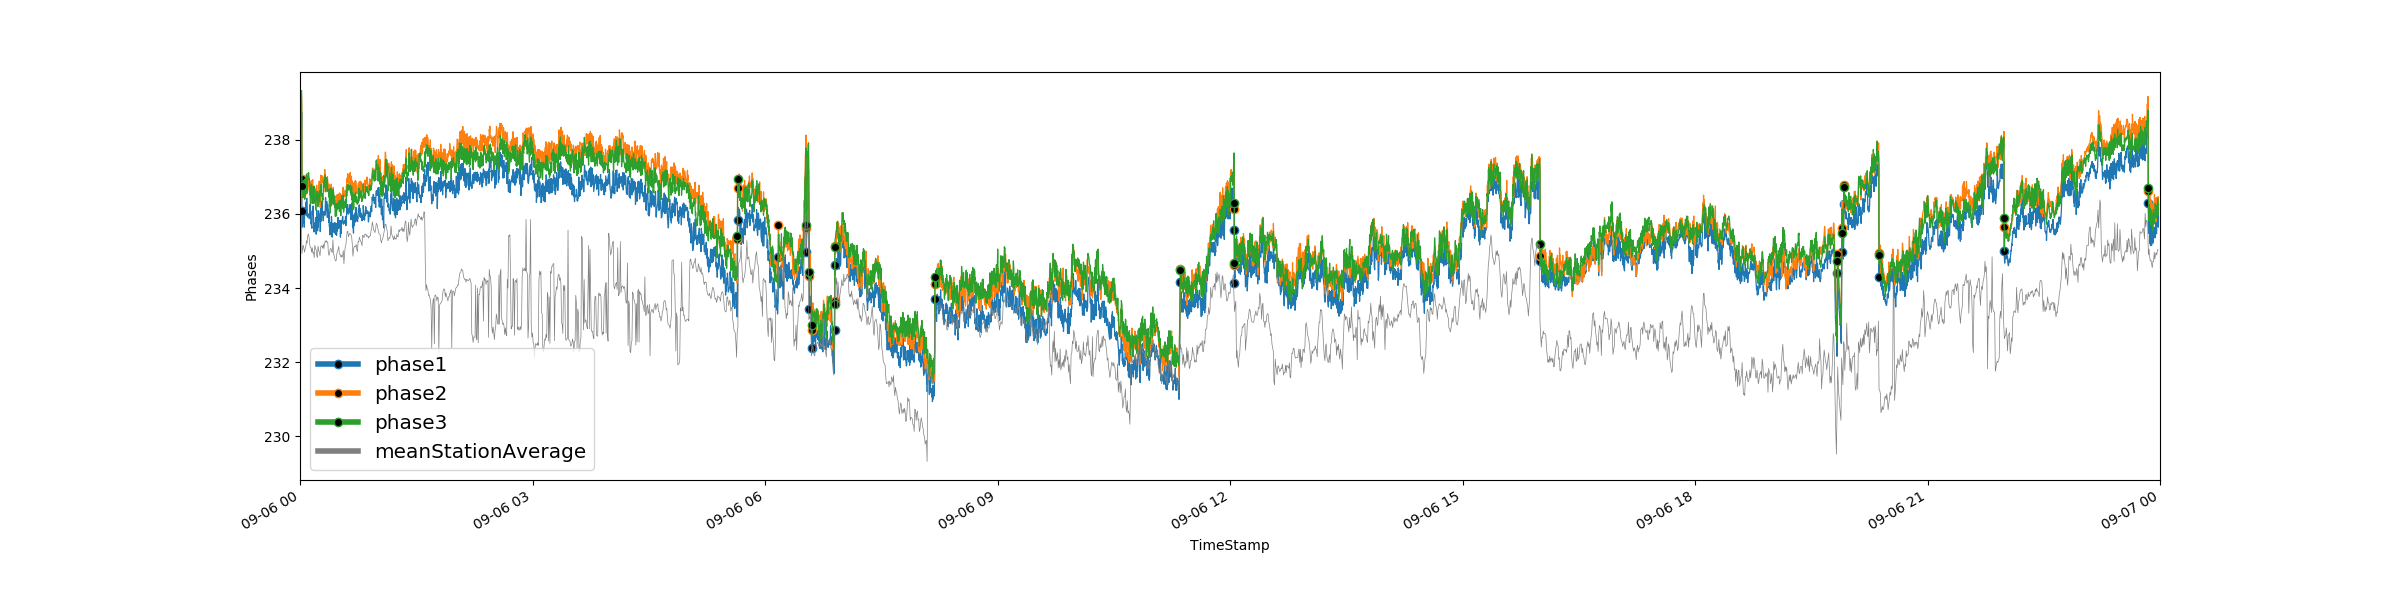 238
236
234
232
230
Phases
phase1
phase2
phase3
meanStationAverage
09-06 00
09-06 03
09-06 06
09-06 09
09-06 12
09-06 15
09-06 18
09-06 21
09-07 00
TimeStamp